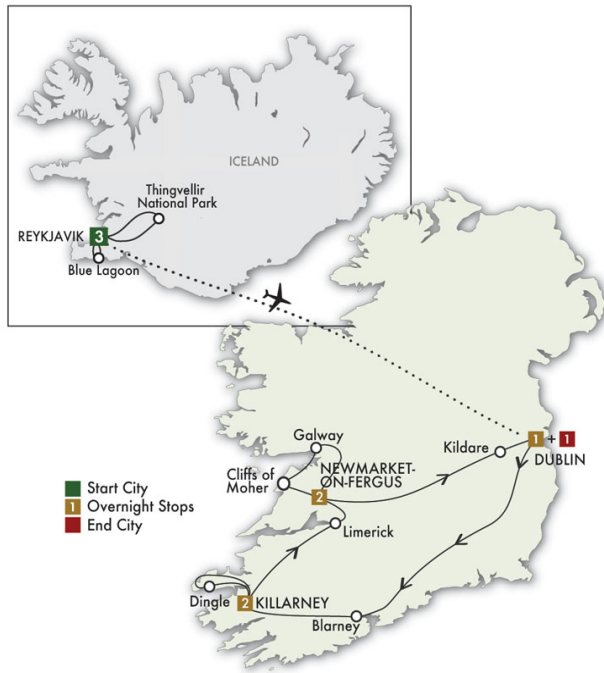 ICELAND
Thingvellir
National Park
REYKJAVIK 3
Blue Lagoon
1 + 1
DUBLIN
Kildare
Galway
Cliffs of
Moher
NEWMARKET-
ON-FERGUS
2
Limerick
Dingle
2 KILLARNEY
Blarney
Start City
1 Overnight Stops
End City